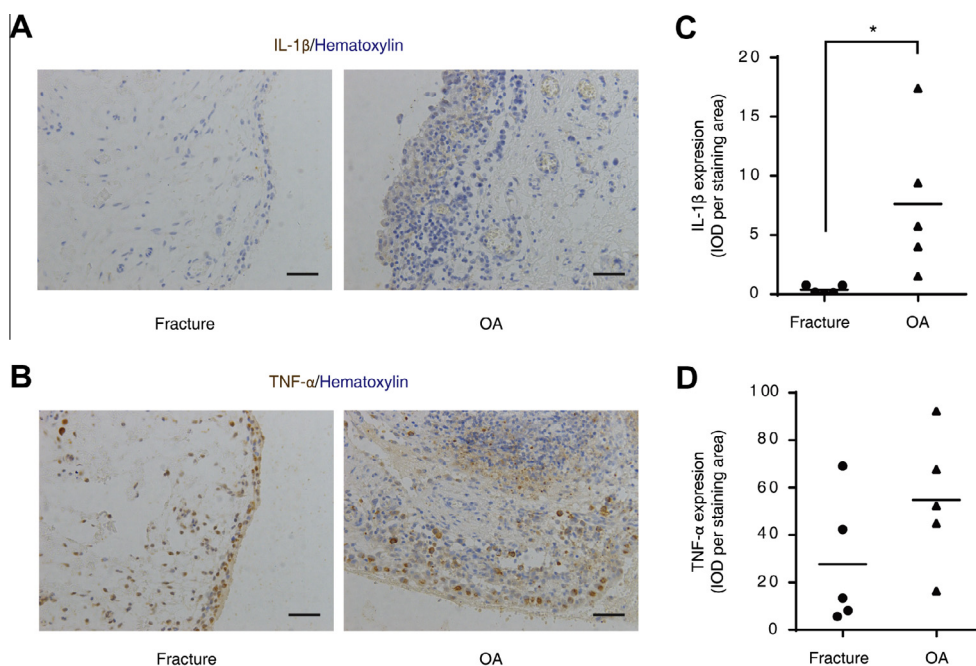 A
IL-1β/Hematoxylin
Fracture
OA
B
TNF-α/Hematoxylin
Fracture
OA
C
*
IL-1β expresion
(IOD per staining area)
20
15
10
5
0
Fracture
OA
D
TNF-α expresion
(IOD per staining area)
100
80
60
40
20
0
Fracture
OA